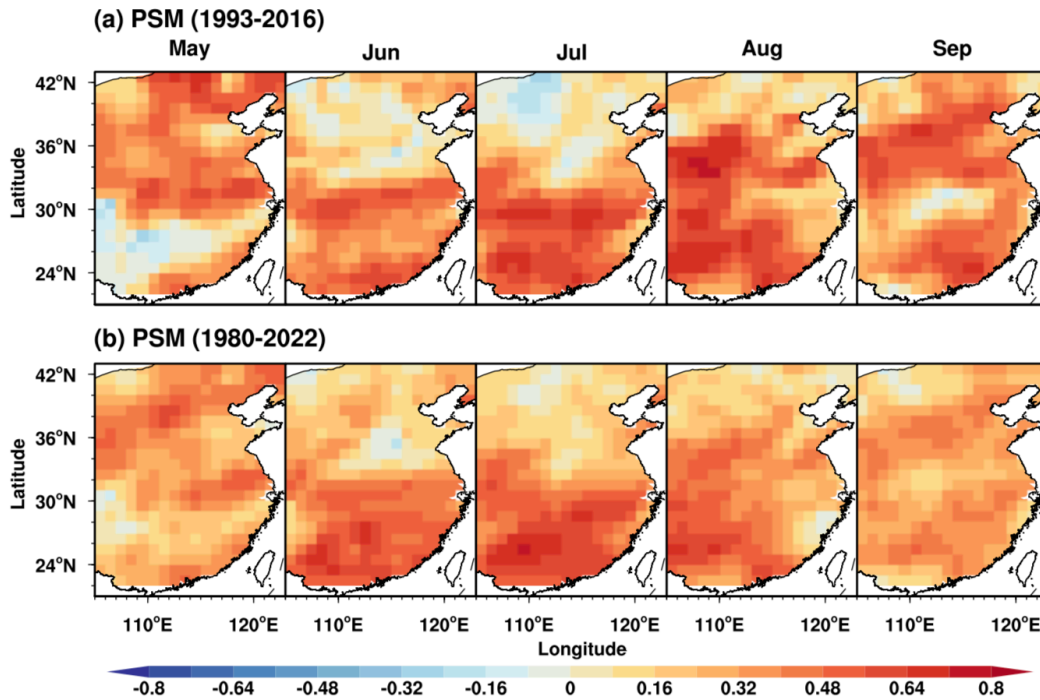 (a) PSM (1993-2016)
May Jun Jul Aug Sep
42°N
36°N
30°N
24°N
Latitude
(b) PSM (1980-2022)
42°N
36°N
30°N
24°N
Latitude
110°E 120°E 110°E 120°E 110°E 120°E 110°E 120°E 110°E 120°E
Longitude
-0.8 -0.64 -0.48 -0.32 -0.16 0 0.16 0.32 0.48 0.64 0.8